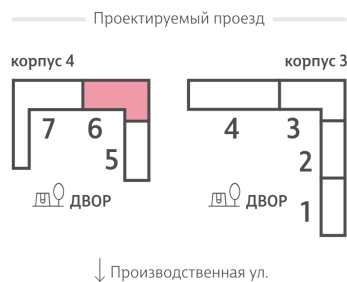 Проектируемый проезд
корпус 4
корпус 3
7
6
5
4
3
2
1
ДВОР
ДВОР
Производственная ул.